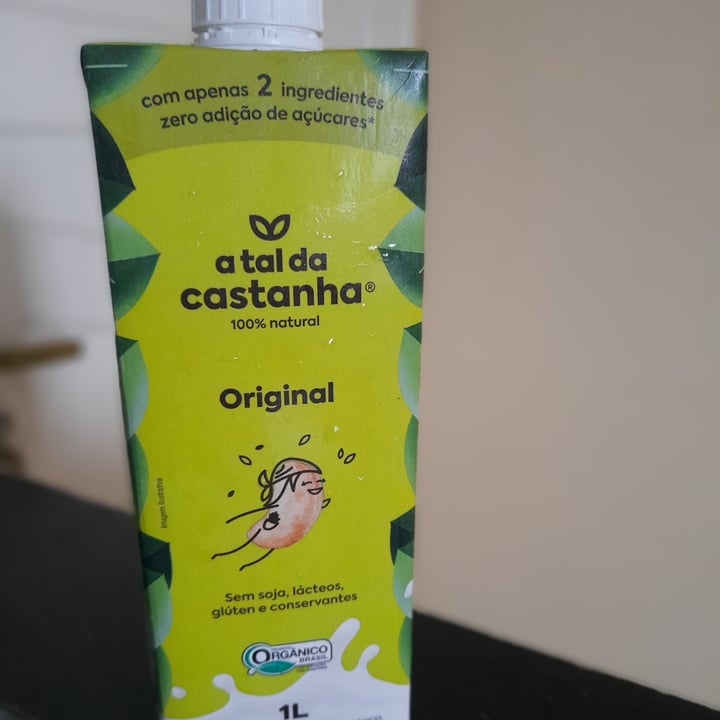 com apenas 2 ingredientes
zero adição de açúcares*
a tal da
castanha®
100% natural
Original
Imagem ilustrativa
Sem soja, lácteos,
glúten e conservantes
ORGÂNICO
BRASIL
1L